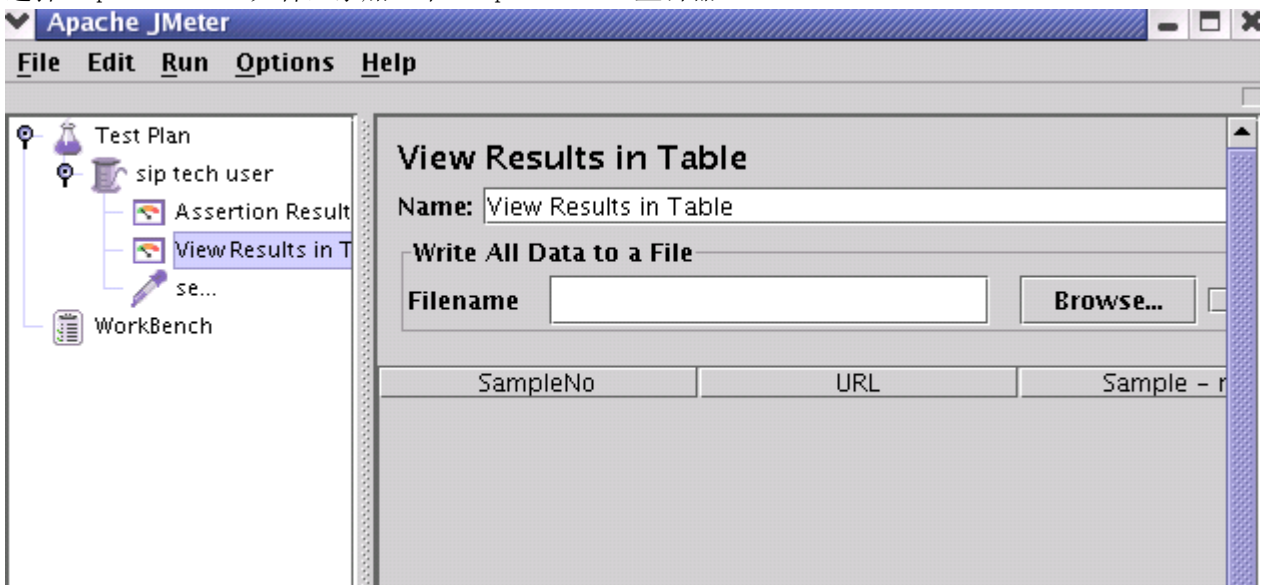 Apache JMeter
File Edit Run Options Help
Test Plan
sip tech user
Assertion Result
View Results in T
se...
WorkBench
View Results in Table
Name: View Results in Table
Write All Data to a File
Filename
Browse...
SampleNo URL Sample - r